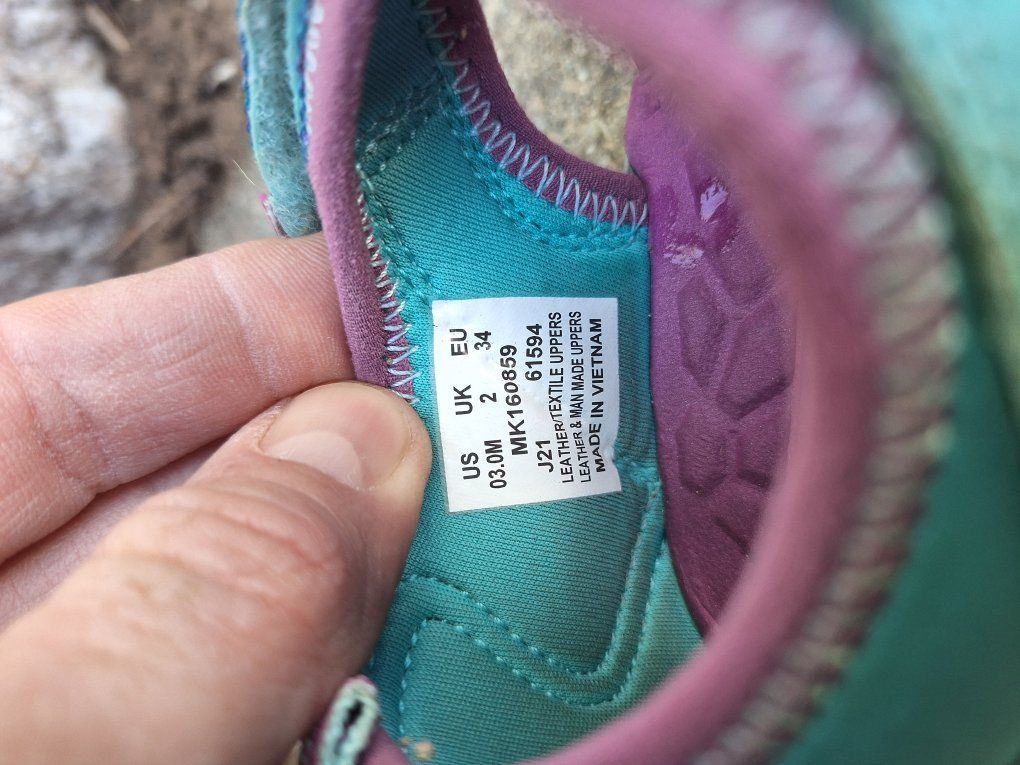 US UK EU
03.0M 2 34
MK160859
J21 61594
LEATHER/TEXTILE UPPERS
LEATHER & MAN MADE UPPERS
MADE IN VIETNAM